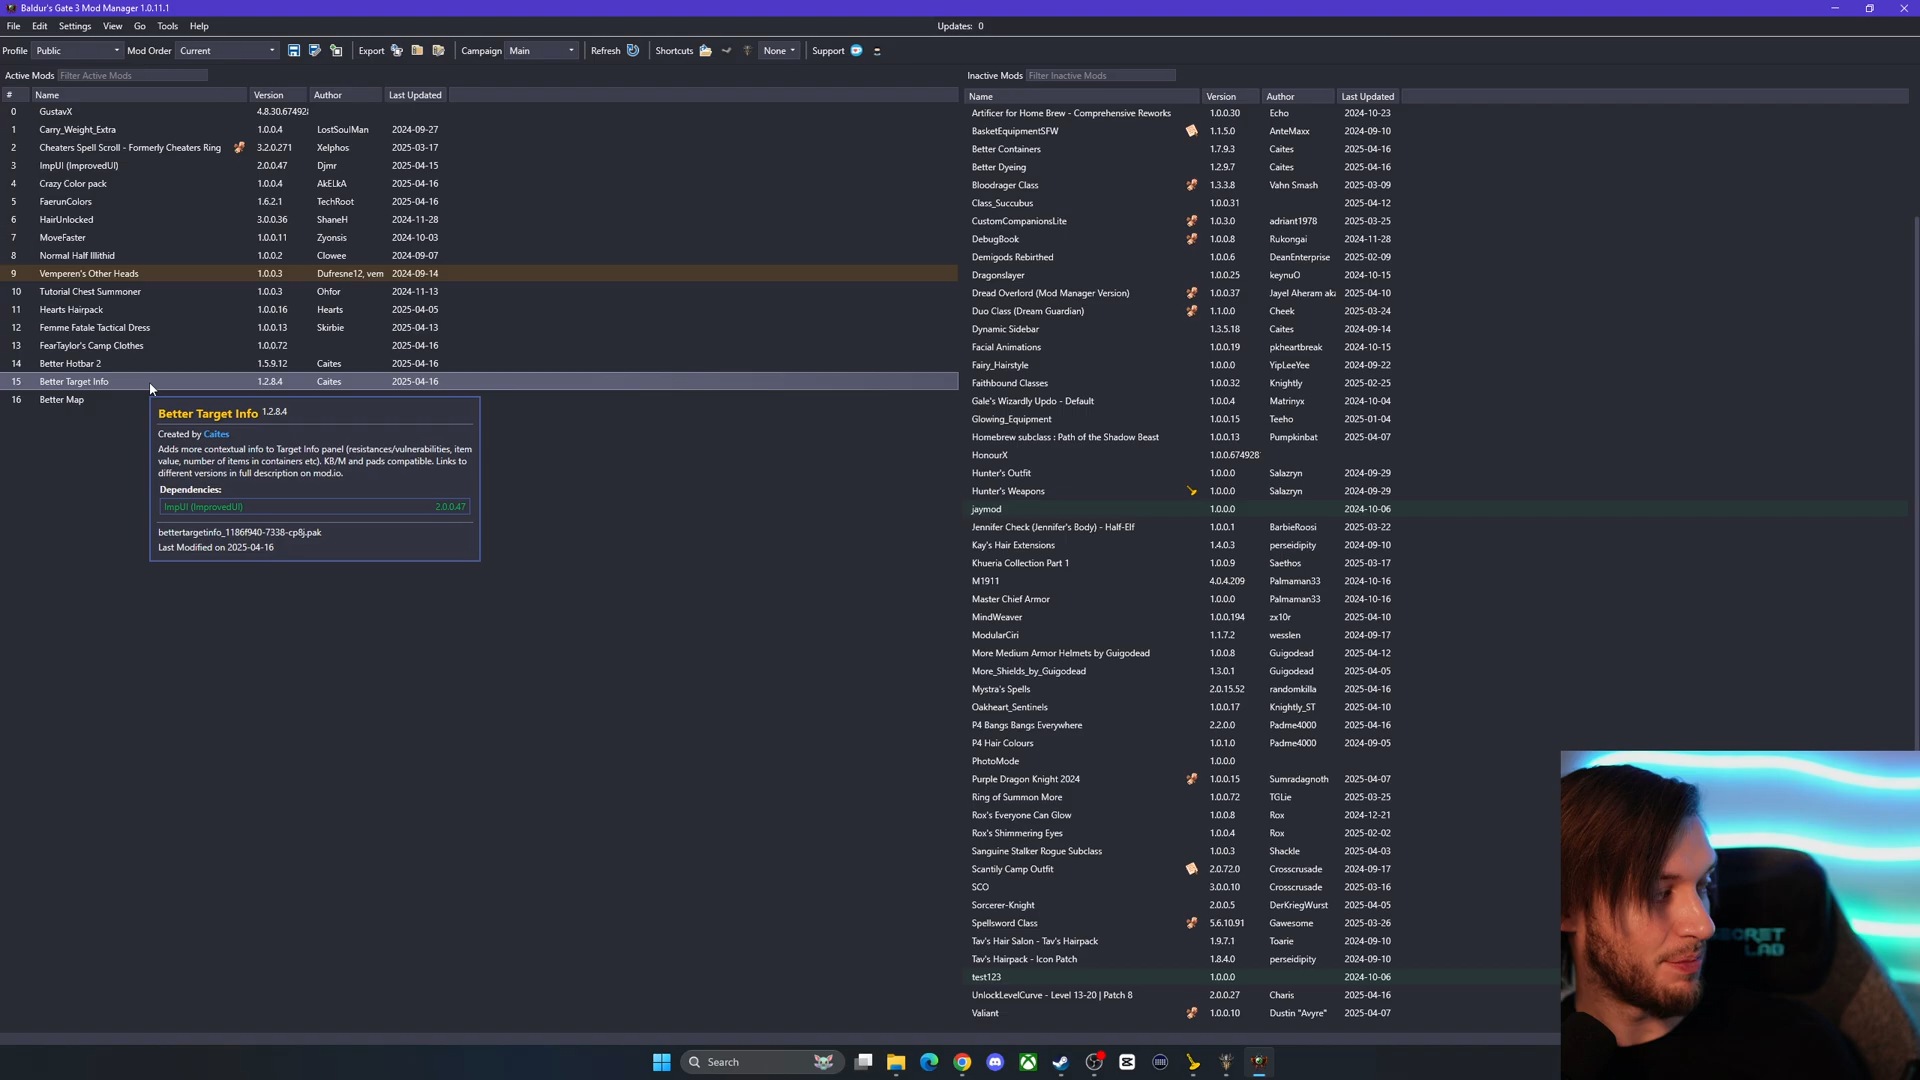 Baldur's Gate 3 Mod Manager 1.0.11.1
File Edit Settings View Go Tools Help Updates: 0
Profile Public Mod Order Current Export Campaign Main Refresh Shortcuts None Support
Active Mods Filter Active Mods
# Name Version Author Last Updated
0 GustavX 4.8.30.67492
1 Carry_Weight_Extra 1.0.0.4 LostSoulMan 2024-09-27
2 Cheaters Spell Scroll - Formerly Cheaters Ring 3.2.0.271 Xelphos 2025-03-17
3 ImpUI (ImprovedUI) 2.0.0.47 Djmr 2025-04-15
4 Crazy Color pack 1.0.0.4 AkELkA 2025-04-16
5 FaerunColors 1.6.2.1 TechRoot 2025-04-16
6 HairUnlocked 3.0.0.36 ShaneH 2024-11-28
7 MoveFaster 1.0.0.11 Zyonsis 2024-10-03
8 Normal Half Illithid 1.0.0.2 Clowee 2024-09-07
9 Vemperen's Other Heads 1.0.0.3 Dufresne12, vem 2024-09-14
10 Tutorial Chest Summoner 1.0.0.3 Ohfor 2024-11-13
11 Hearts Hairpack 1.0.0.16 Hearts 2025-04-05
12 Femme Fatale Tactical Dress 1.0.0.13 Skirbie 2025-04-13
13 FearTaylor's Camp Clothes 1.0.0.72 2025-04-16
14 Better Hotbar 2 1.5.9.12 Caites 2025-04-16
15 Better Target Info 1.2.8.4 Caites 2025-04-16
16 Better Map
Better Target Info 1.2.8.4
Created by Caites
Adds more contextual info to Target Info panel (resistances/vulnerabilities, item
value, number of items in containers etc). KB/M and pads compatible. Links to
different versions in full description on mod.io.
Dependencies:
ImpUI (ImprovedUI) 2.0.0.47
bettertargetinfo_1186f940-7338-cp8j.pak
Last Modified on 2025-04-16
Inactive Mods Filter Inactive Mods
Name Version Author Last Updated
Artificer for Home Brew - Comprehensive Reworks 1.0.0.30 Echo 2024-10-23
BasketEquipmentSFW 1.1.5.0 AnteMaxx 2024-09-10
Better Containers 1.7.9.3 Caites 2025-04-16
Better Dyeing 1.2.9.7 Caites 2025-04-16
Bloodrager Class 1.3.3.8 Vahn Smash 2025-03-09
Class_Succubus 1.0.0.31 2025-04-12
CustomCompanionsLite 1.0.3.0 adriant1978 2025-03-25
DebugBook 1.0.0.8 Rukongai 2024-11-28
Demigods Rebirthed 1.0.0.6 DeanEnterprise 2025-02-09
Dragonslayer 1.0.0.25 keynuO 2024-10-15
Dread Overlord (Mod Manager Version) 1.0.0.37 Jayel Aheram aka 2025-04-10
Duo Class (Dream Guardian) 1.1.0.0 Cheek 2025-03-24
Dynamic Sidebar 1.3.5.18 Caites 2024-09-14
Facial Animations 1.0.0.19 pkheartbreak 2024-10-15
Fairy_Hairstyle 1.0.0.0 YipLeeYee 2024-09-22
Faithbound Classes 1.0.0.32 Knightly 2025-02-25
Gale's Wizardly Updo - Default 1.0.0.4 Matrinyx 2024-10-04
Glowing_Equipment 1.0.0.15 Teeho 2025-01-04
Homebrew subclass : Path of the Shadow Beast 1.0.0.13 Pumpkinbat 2025-04-07
HonourX 1.0.0.674928
Hunter's Outfit 1.0.0.0 Salazryn 2024-09-29
Hunter's Weapons 1.0.0.0 Salazryn 2024-09-29
jaymod 1.0.0.0 2024-10-06
Jennifer Check (Jennifer's Body) - Half-Elf 1.0.0.1 BarbieRoosi 2025-03-22
Kay's Hair Extensions 1.4.0.3 perseidipity 2024-09-10
Khueria Collection Part 1 1.0.0.9 Saethos 2025-03-17
M1911 4.0.4.209 Palmaman33 2024-10-16
Master Chief Armor 1.0.0.0 Palmaman33 2024-10-16
MindWeaver 1.0.0.194 zx10r 2025-04-10
ModularCiri 1.1.7.2 wesslen 2024-09-17
More Medium Armor Helmets by Guigodead 1.0.0.8 Guigodead 2025-04-12
More_Shields_by_Guigodead 1.3.0.1 Guigodead 2025-04-05
Mystra's Spells 2.0.15.52 randomkilla 2025-04-16
Oakheart_Sentinels 1.0.0.17 Knightly_ST 2025-04-10
P4 Bangs Bangs Everywhere 2.2.0.0 Padme4000 2025-04-16
P4 Hair Colours 1.0.1.0 Padme4000 2024-09-05
PhotoMode 1.0.0.0
Purple Dragon Knight 2024 1.0.0.15 Sumradagnoth 2025-04-07
Ring of Summon More 1.0.0.72 TGLie 2025-03-25
Rox's Everyone Can Glow 1.0.0.8 Rox 2024-12-21
Rox's Shimmering Eyes 1.0.0.4 Rox 2025-02-02
Sanguine Stalker Rogue Subclass 1.0.0.3 Shackle 2025-04-03
Scantily Camp Outfit 2.0.72.0 Crosscrusade 2024-09-17
SCO 3.0.0.10 Crosscrusade 2025-03-16
Sorcerer-Knight 2.0.0.5 DerKriegWurst 2025-04-05
Spellsword Class 5.6.10.91 Gawesome 2025-03-26
Tav's Hair Salon - Tav's Hairpack 1.9.7.1 Toarie 2024-09-10
Tav's Hairpack - Icon Patch 1.8.4.0 perseidipity 2024-09-10
test123 1.0.0.0 2024-10-06
UnlockLevelCurve - Level 13-20 | Patch 8 2.0.0.27 Charis 2025-04-16
Valiant 1.0.0.10 Dustin "Avyre" 2025-04-07
SECRET
LAB
Search